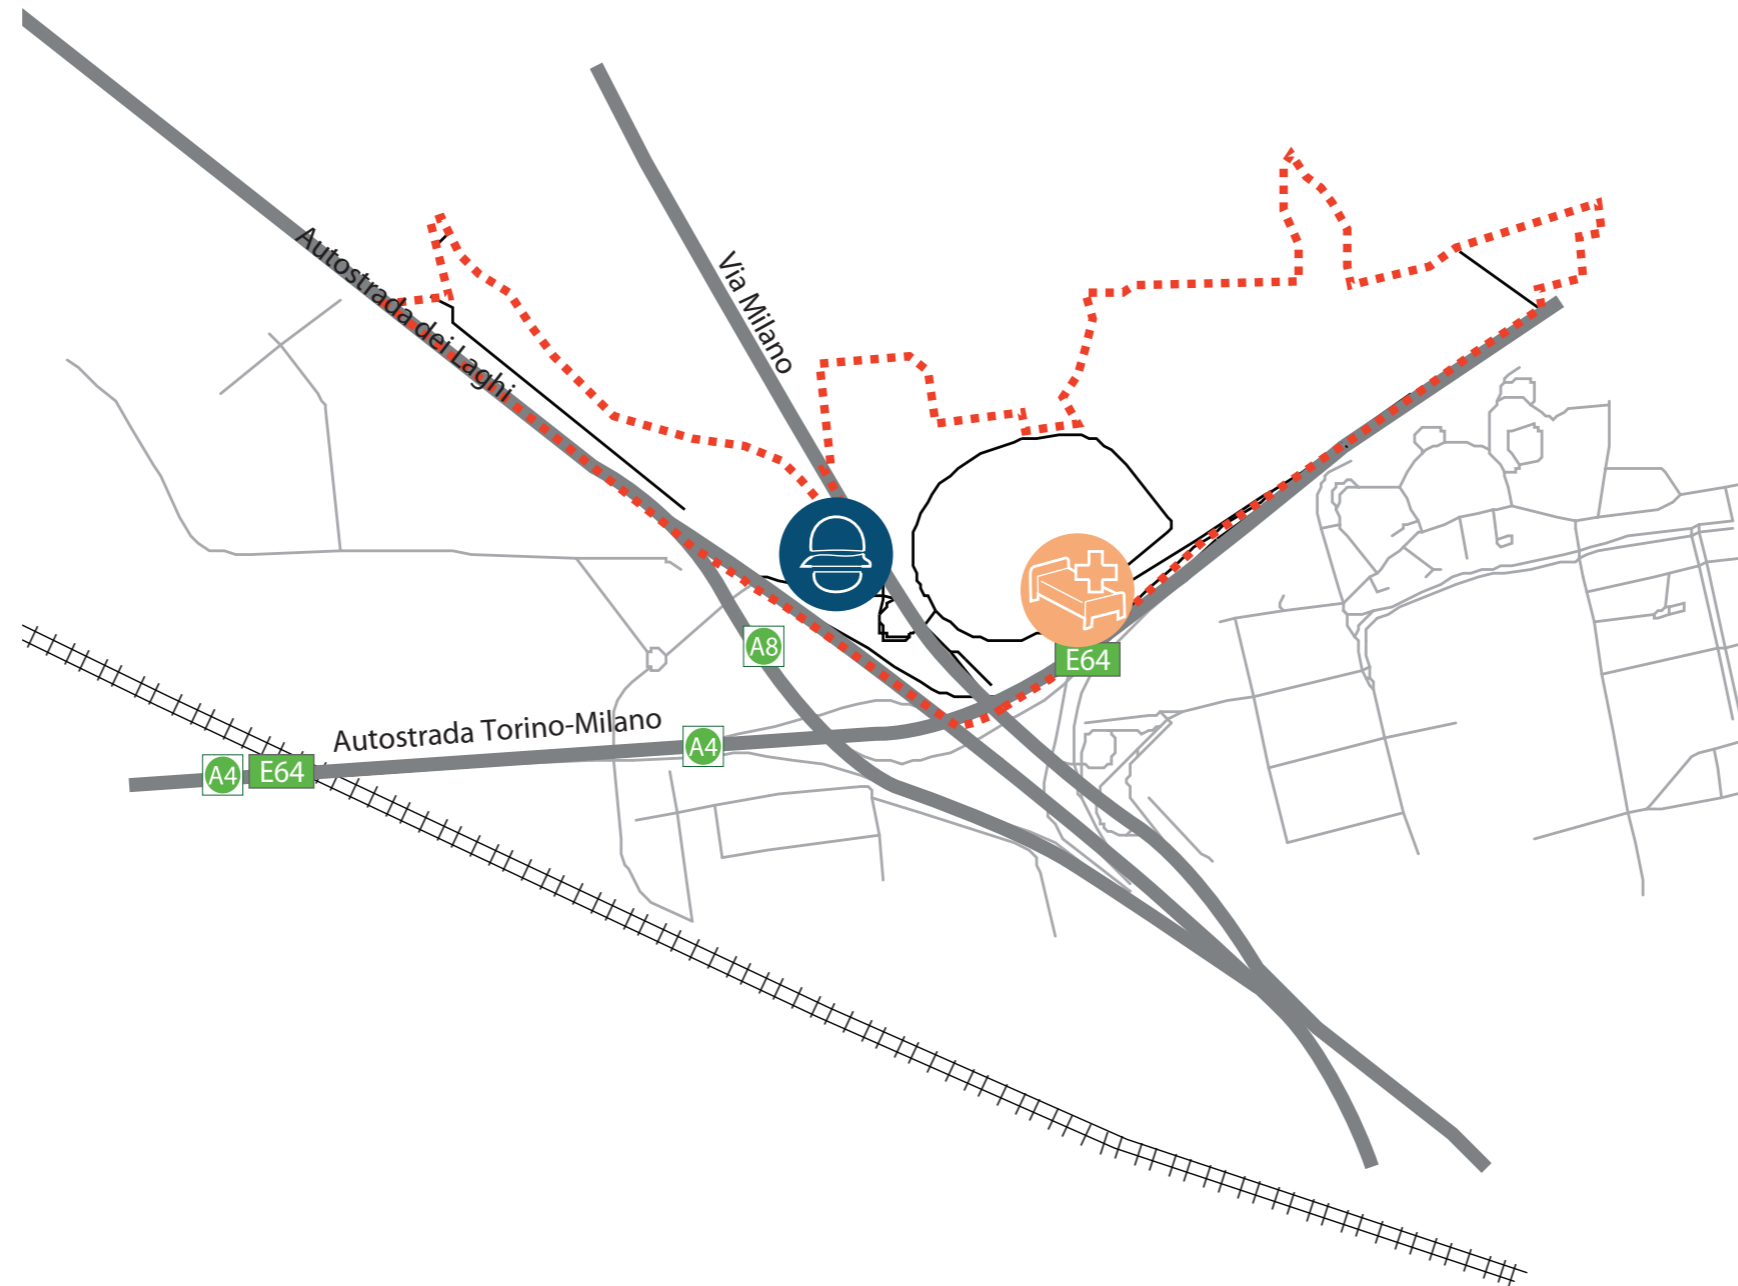 Autostrada dei Laghi
Via Milano
A8
E64
Autostrada Torino-Milano
A4
A4
E64